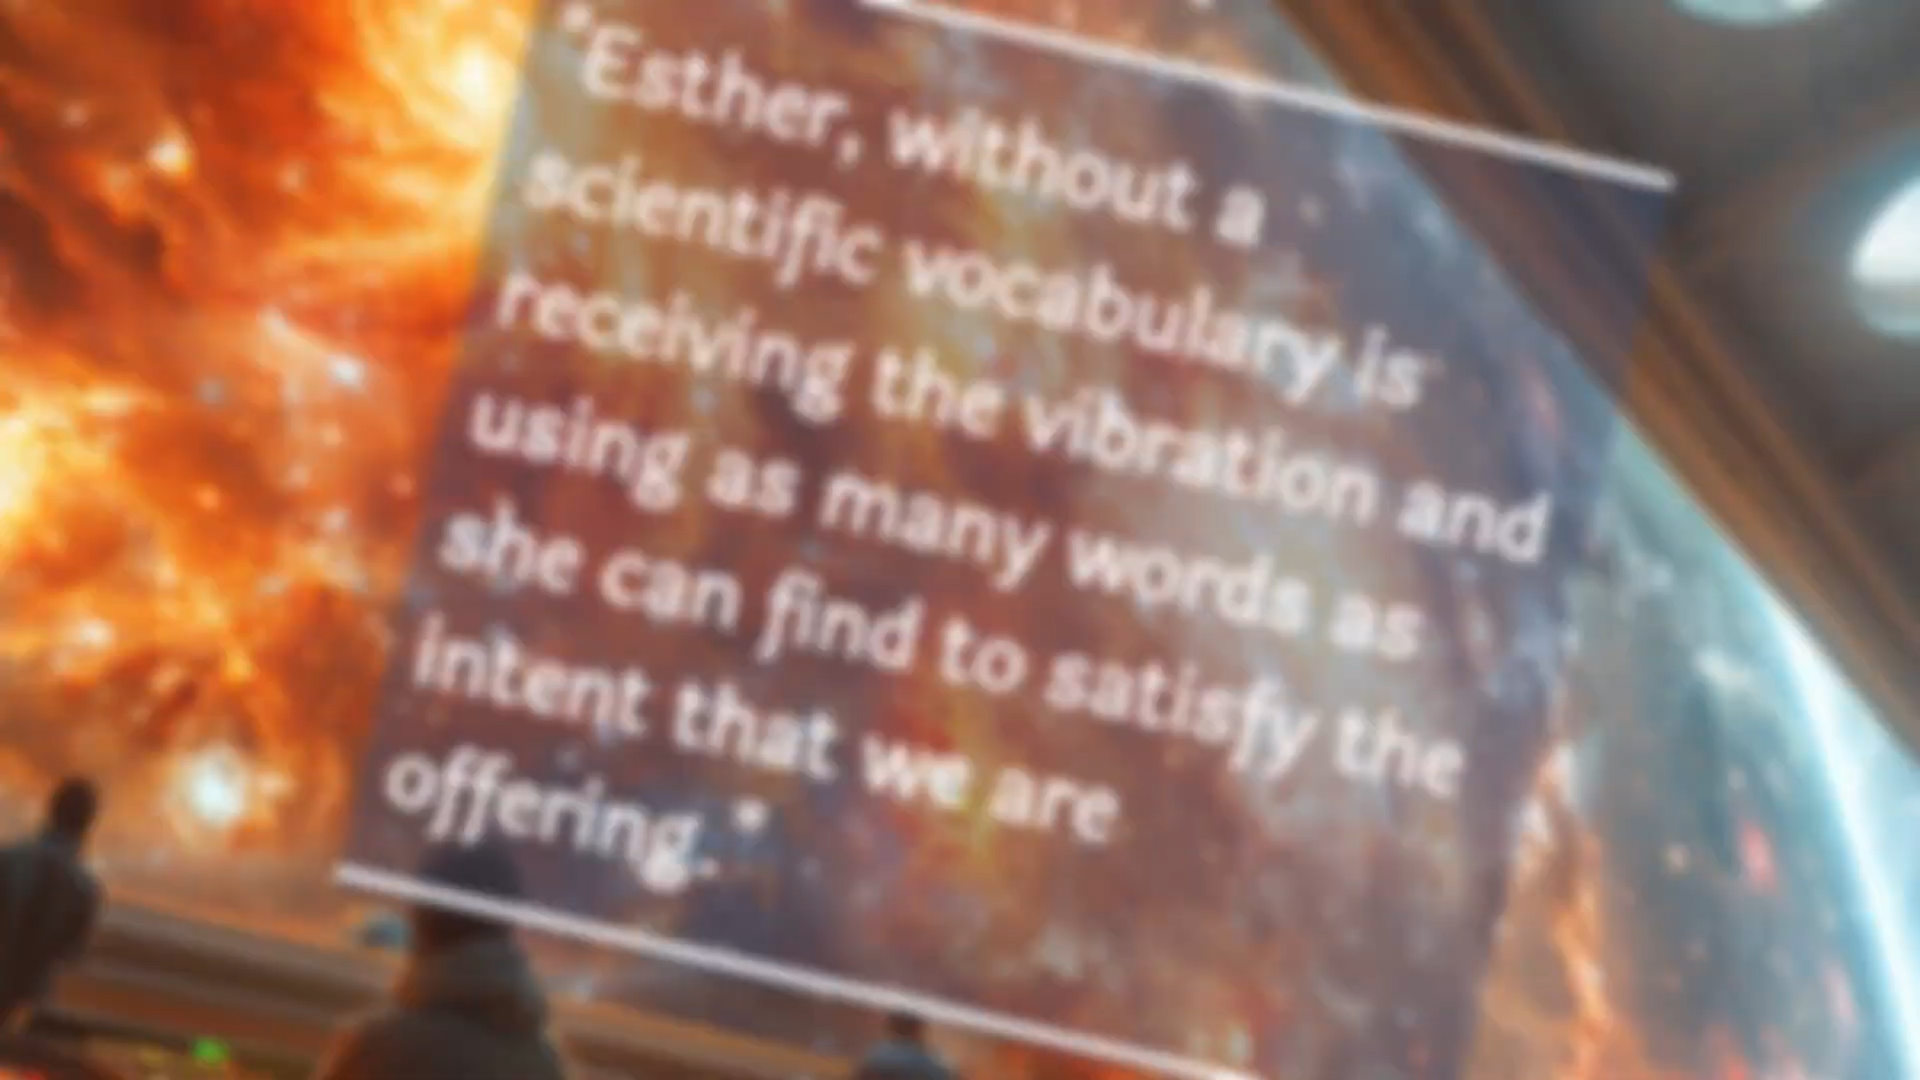 "Esther, without a
scientific vocabulary is
receiving the vibration and
using as many words as
she can find to satisfy the
intent that we are
offering."